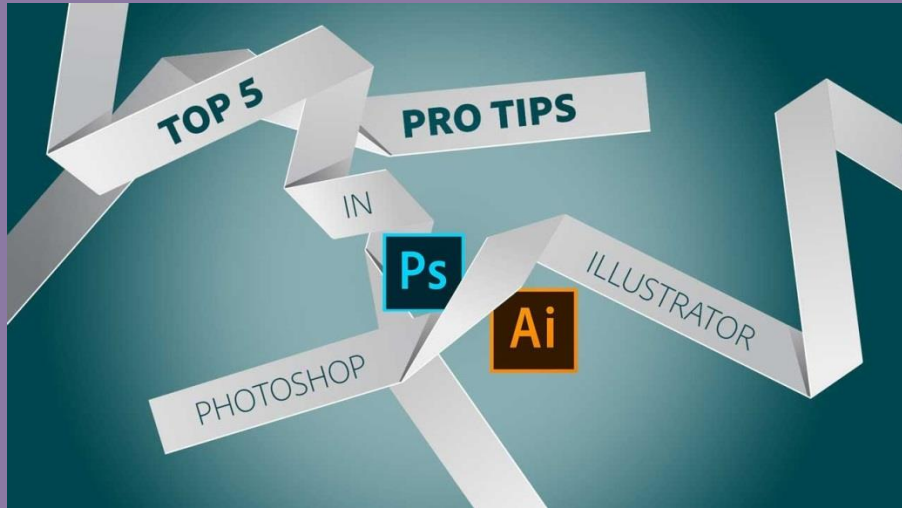 TOP 5
PRO TIPS
IN
Ps
Ai
PHOTOSHOP
ILLUSTRATOR